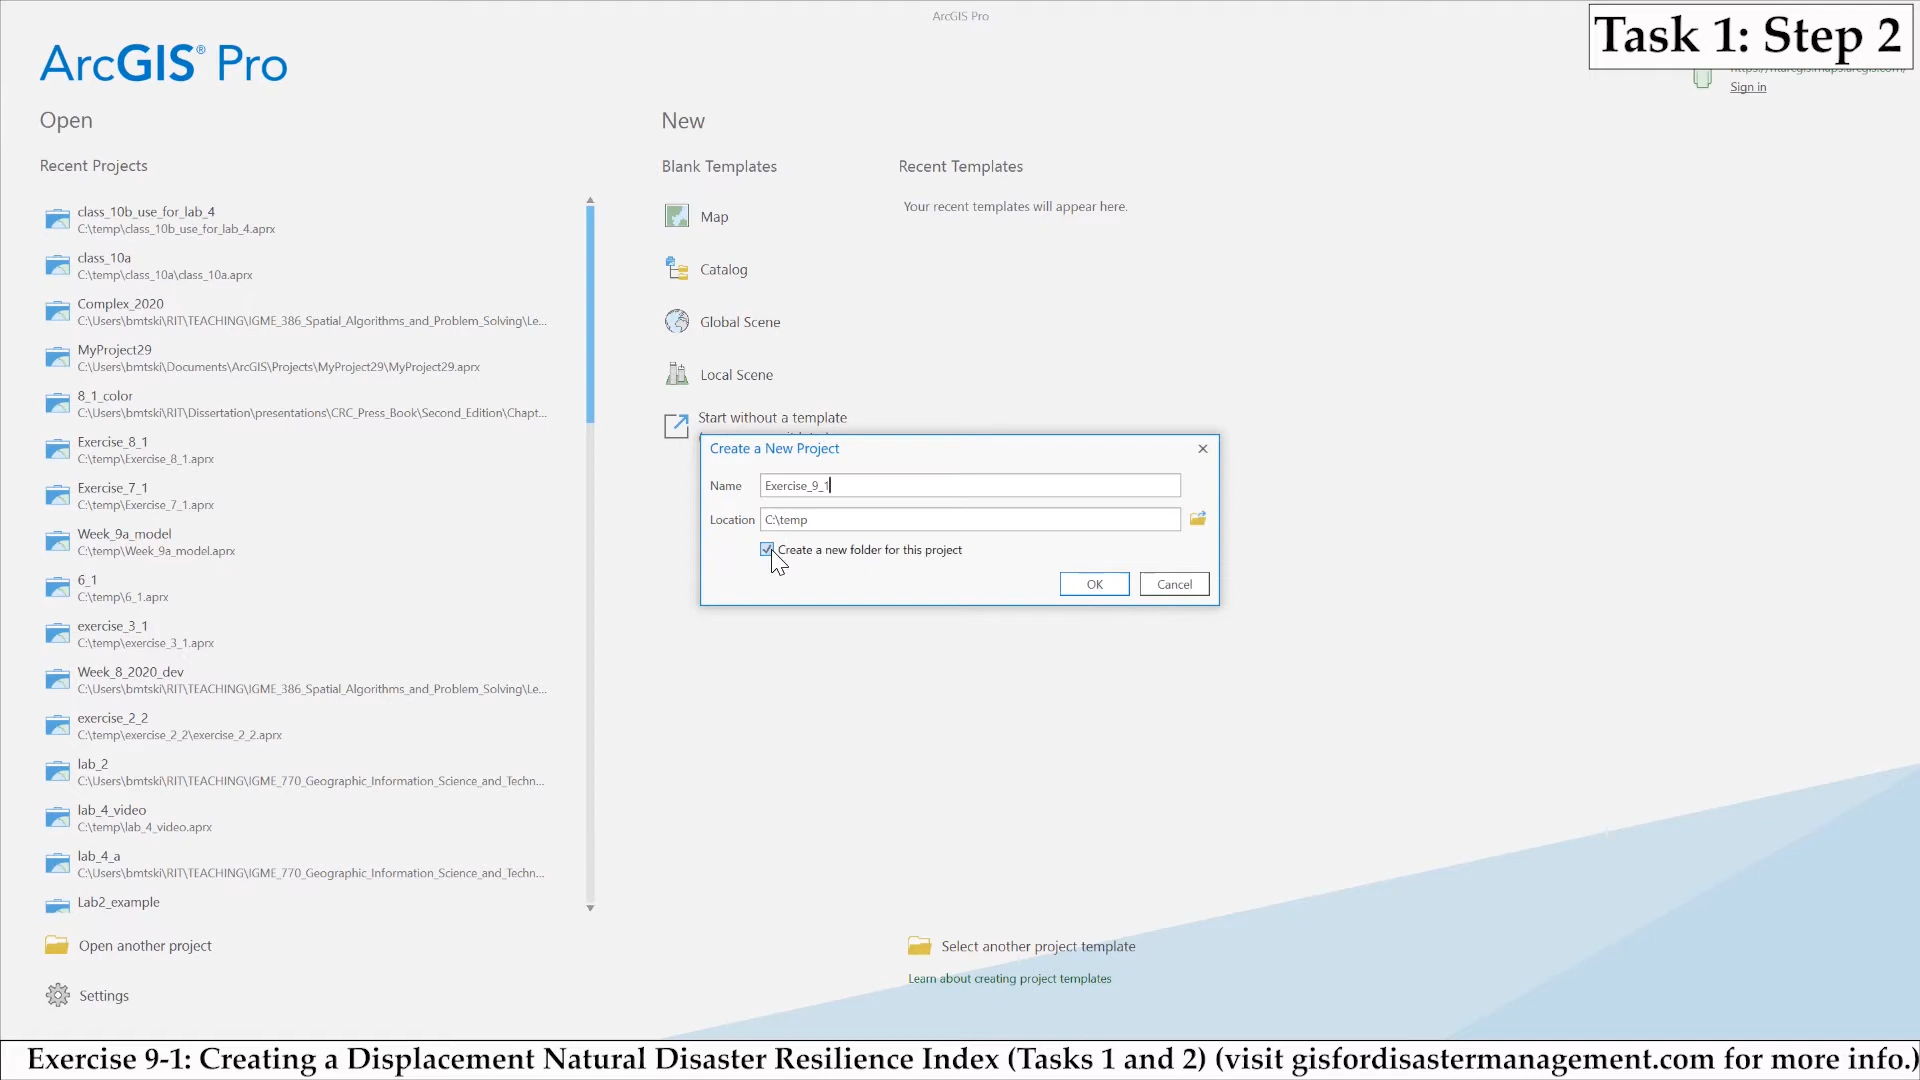 ArcGIS Pro
Task 1: Step 2
ArcGIS® Pro
Sign in
Open
New
Recent Projects
Blank Templates
Recent Templates
class_10b_use_for_lab_4
C:\temp\class_10b_use_for_lab_4.aprx
class_10a
C:\temp\class_10a\class_10a.aprx
Complex_2020
C:\Users\bmtski\RIT\TEACHING\IGME_386_Spatial_Algorithms_and_Problem_Solving\Le...
MyProject29
C:\Users\bmtski\Documents\ArcGIS\Projects\MyProject29\MyProject29.aprx
8_1_color
C:\Users\bmtski\RIT\Dissertation\presentations\CRC_Press_Book\Second_Edition\Chapt...
Exercise_8_1
C:\temp\Exercise_8_1.aprx
Exercise_7_1
C:\temp\Exercise_7_1.aprx
Week_9a_model
C:\temp\Week_9a_model.aprx
6_1
C:\temp\6_1.aprx
exercise_3_1
C:\temp\exercise_3_1.aprx
Week_8_2020_dev
C:\Users\bmtski\RIT\TEACHING\IGME_386_Spatial_Algorithms_and_Problem_Solving\Le...
exercise_2_2
C:\temp\exercise_2_2\exercise_2_2.aprx
lab_2
C:\Users\bmtski\RIT\TEACHING\IGME_770_Geographic_Information_Science_and_Techn...
lab_4_video
C:\temp\lab_4_video.aprx
lab_4_a
C:\Users\bmtski\RIT\TEACHING\IGME_770_Geographic_Information_Science_and_Techn...
Lab2_example
Open another project
Settings
Map
Catalog
Global Scene
Local Scene
Start without a template
Your recent templates will appear here.
Create a New Project
Name Exercise_9_1
Location C:\temp
Create a new folder for this project
OK Cancel
Select another project template
Learn about creating project templates
Exercise 9-1: Creating a Displacement Natural Disaster Resilience Index (Tasks 1 and 2) (visit gisfordisastermanagement.com for more info.)